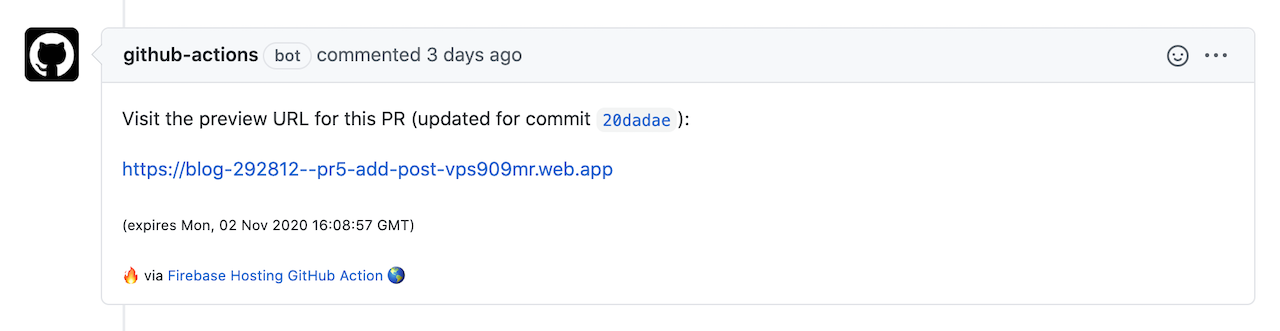 github-actions bot commented 3 days ago
Visit the preview URL for this PR (updated for commit 20dadae):
https://blog-292812--pr5-add-post-vps909mr.web.app
(expires Mon, 02 Nov 2020 16:08:57 GMT)
🔥 via Firebase Hosting GitHub Action 🌎